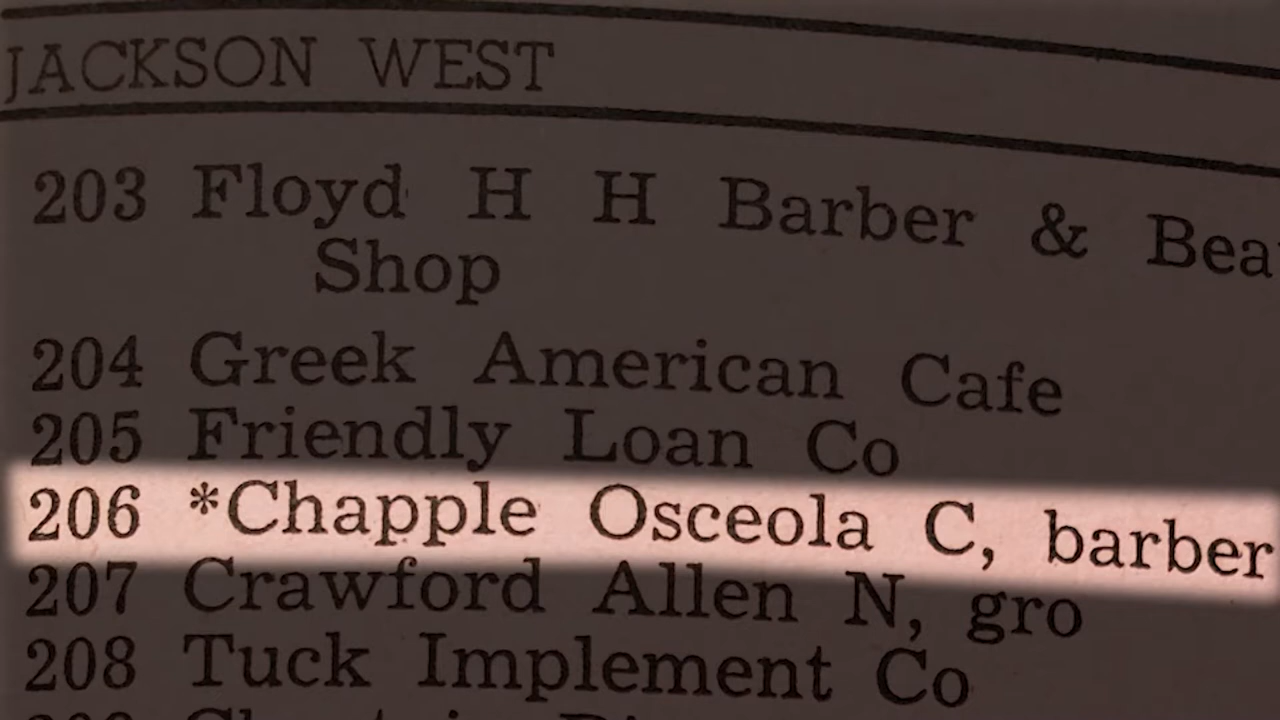 JACKSON WEST
203 Floyd H H Barber &
Shop
204 Greek American Cafe
205 Friendly Loan Co
206 *Chapple Osceola C, barber
207 Crawford Allen N, gro
208 Tuck Implement Co